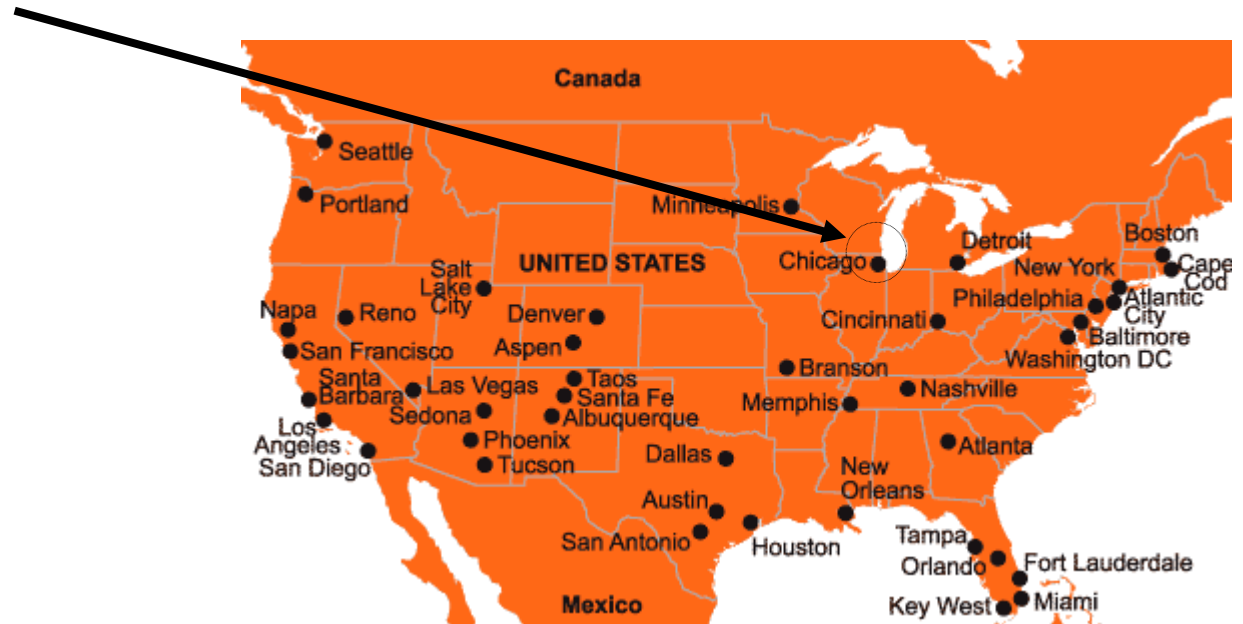 Canada
Seattle
Portland
Minneapolis
Boston
Detroit
Chicago
Cape
Cod
New York
UNITED STATES
Salt
Lake
City
Philadelphia
Atlantic
City
Napa
Reno
Denver
Cincinnati
Baltimore
San Francisco
Aspen
Washington DC
Branson
Santa
Barbara
Las Vegas
Taos
Santa Fe
Nashville
Sedona
Albuquerque
Memphis
Los
Angeles
Phoenix
Atlanta
San Diego
Tucson
Dallas
New
Orleans
Austin
San Antonio
Houston
Tampa
Orlando
Fort Lauderdale
Key West
Miami
Mexico